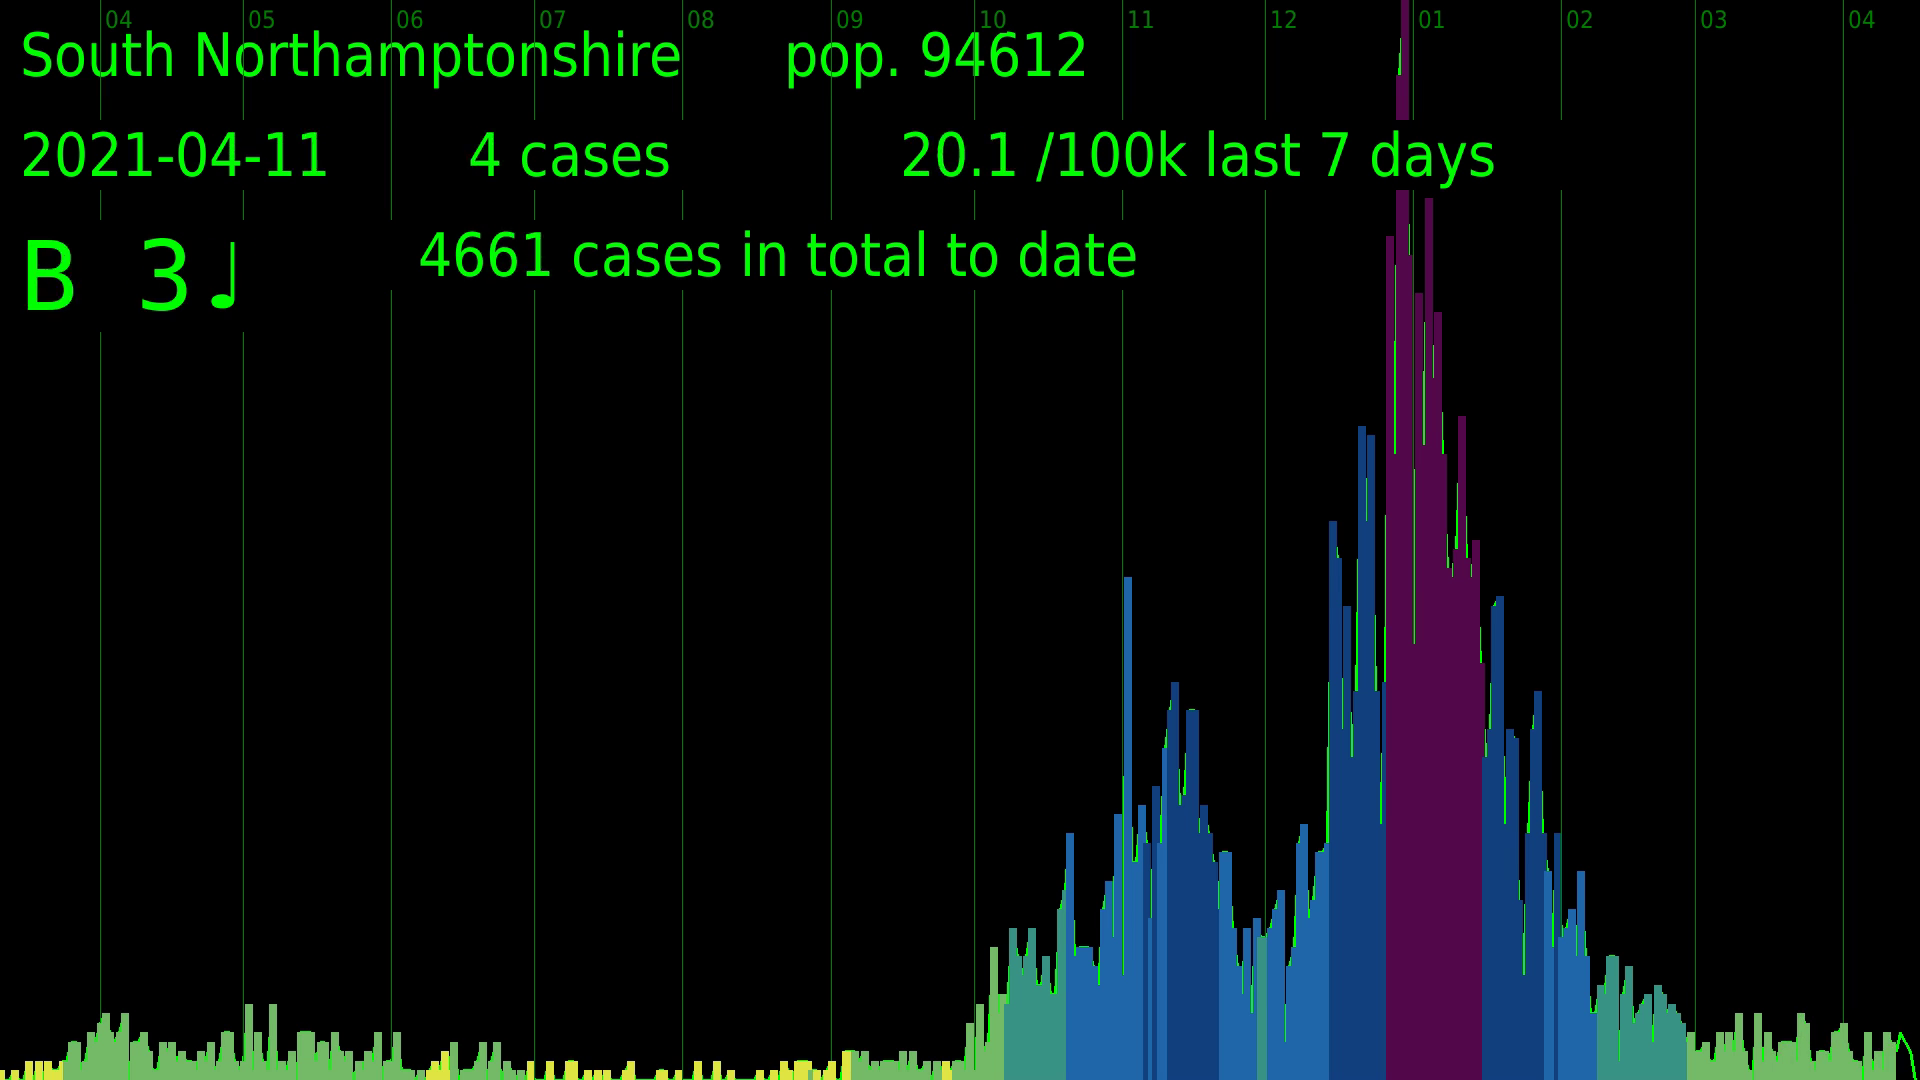 04 05 06 07 08 09 10 11 12 01 02 03 04
South Northamptonshire pop. 94612
2021-04-11 4 cases 20.1 /100k last 7 days
B 3♩ 4661 cases in total to date